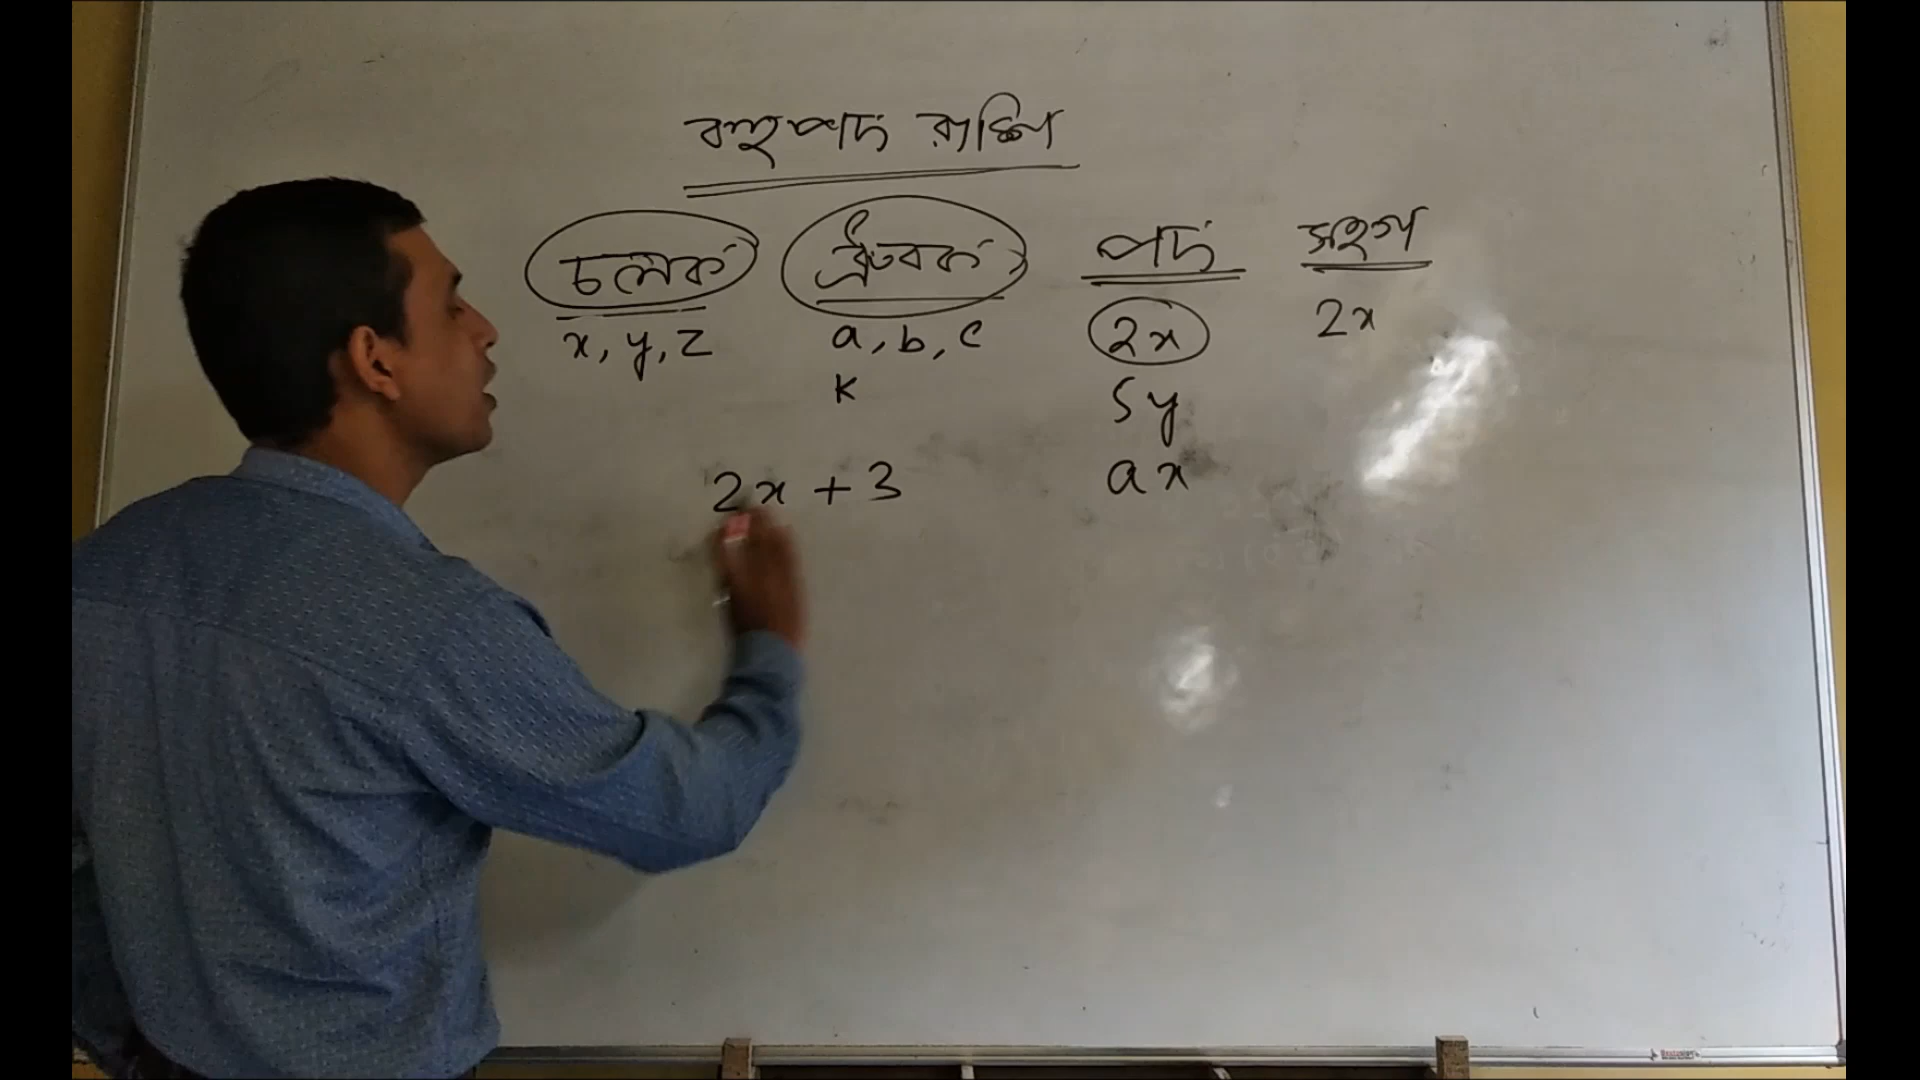 বহুপদ রাশি
চলক ধ্রুবক পদ সহগ
x, y, z a, b, c 2x 2x
K 5y
2x + 3 ax